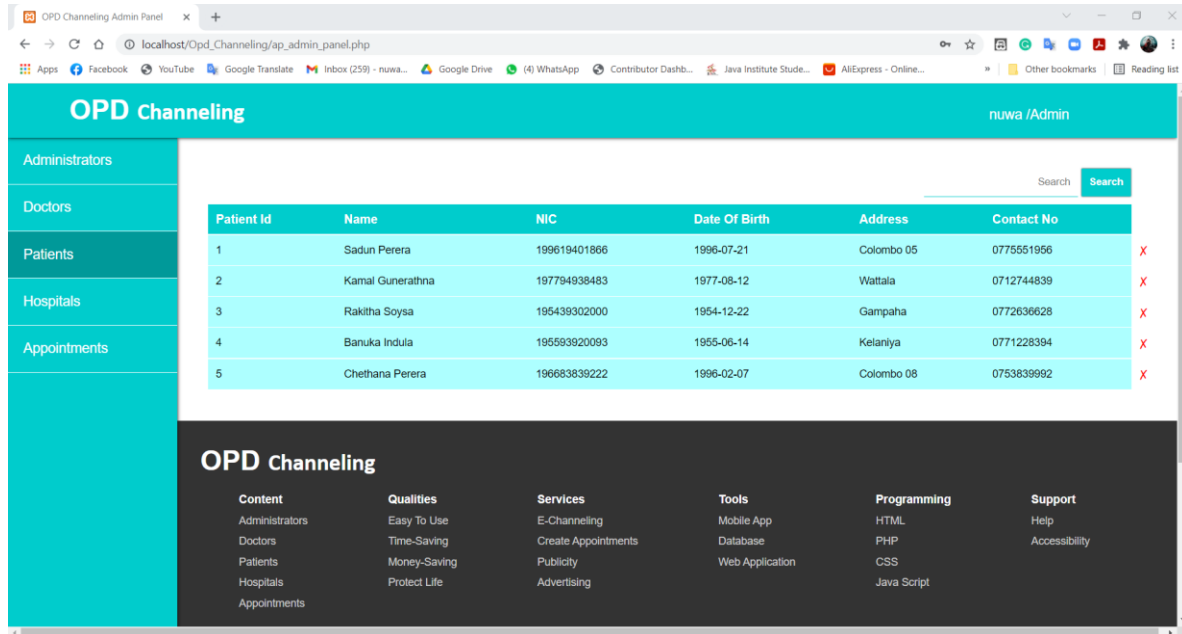 OPD Channeling Admin Panel
localhost/Opd_Channeling/ap_admin_panel.php
Apps Facebook YouTube Google Translate Inbox (259) - nuwa... Google Drive (4) WhatsApp Contributor Dashb... Java Institute Stude... AliExpress - Online... » Other bookmarks Reading list
OPD Channeling
nuwa /Admin
Administrators
Doctors
Patients
Hospitals
Appointments
Search Search
Patient Id Name NIC Date Of Birth Address Contact No
1 Sadun Perera 199619401866 1996-07-21 Colombo 05 0775551956 X
2 Kamal Gunerathna 197794938483 1977-08-12 Wattala 0712744839 X
3 Rakitha Soysa 195439302000 1954-12-22 Gampaha 0772636628 X
4 Banuka Indula 195593920093 1955-06-14 Kelaniya 0771228394 X
5 Chethana Perera 196683839222 1996-02-07 Colombo 08 0753839992 X
OPD Channeling
Content Qualities Services Tools Programming Support
Administrators Easy To Use E-Channeling Mobile App HTML Help
Doctors Time-Saving Create Appointments Database PHP Accessibility
Patients Money-Saving Publicity Web Application CSS
Hospitals Protect Life Advertising Java Script
Appointments